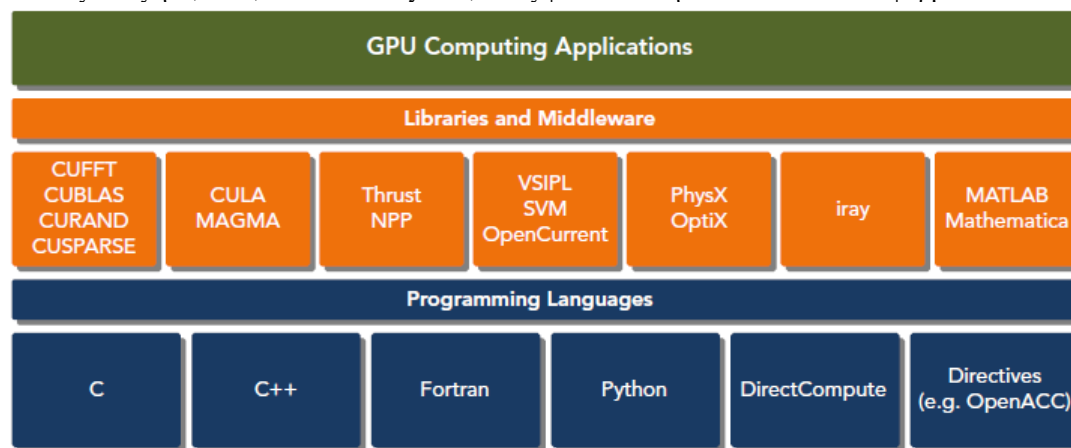 GPU Computing Applications
Libraries and Middleware
CUFFT
CUBLAS
CURAND
CUSPARSE
CULA
MAGMA
Thrust
NPP
VSIPL
SVM
OpenCurrent
PhysX
OptiX
iray
MATLAB
Mathematica
Programming Languages
C
C++
Fortran
Python
DirectCompute
Directives
(e.g. OpenACC)